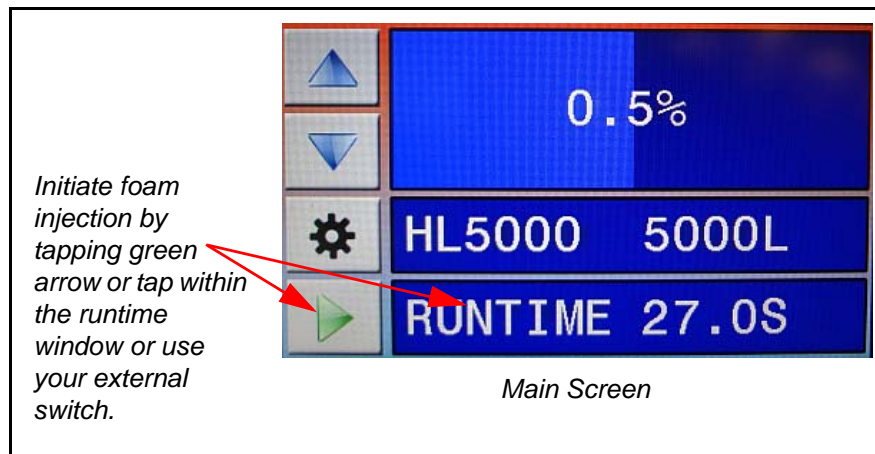 0.5%
HL5000 5000L
RUNTIME 27.0S
Initiate foam
injection by
tapping green
arrow or tap within
the runtime
window or use
your external
switch.
Main Screen